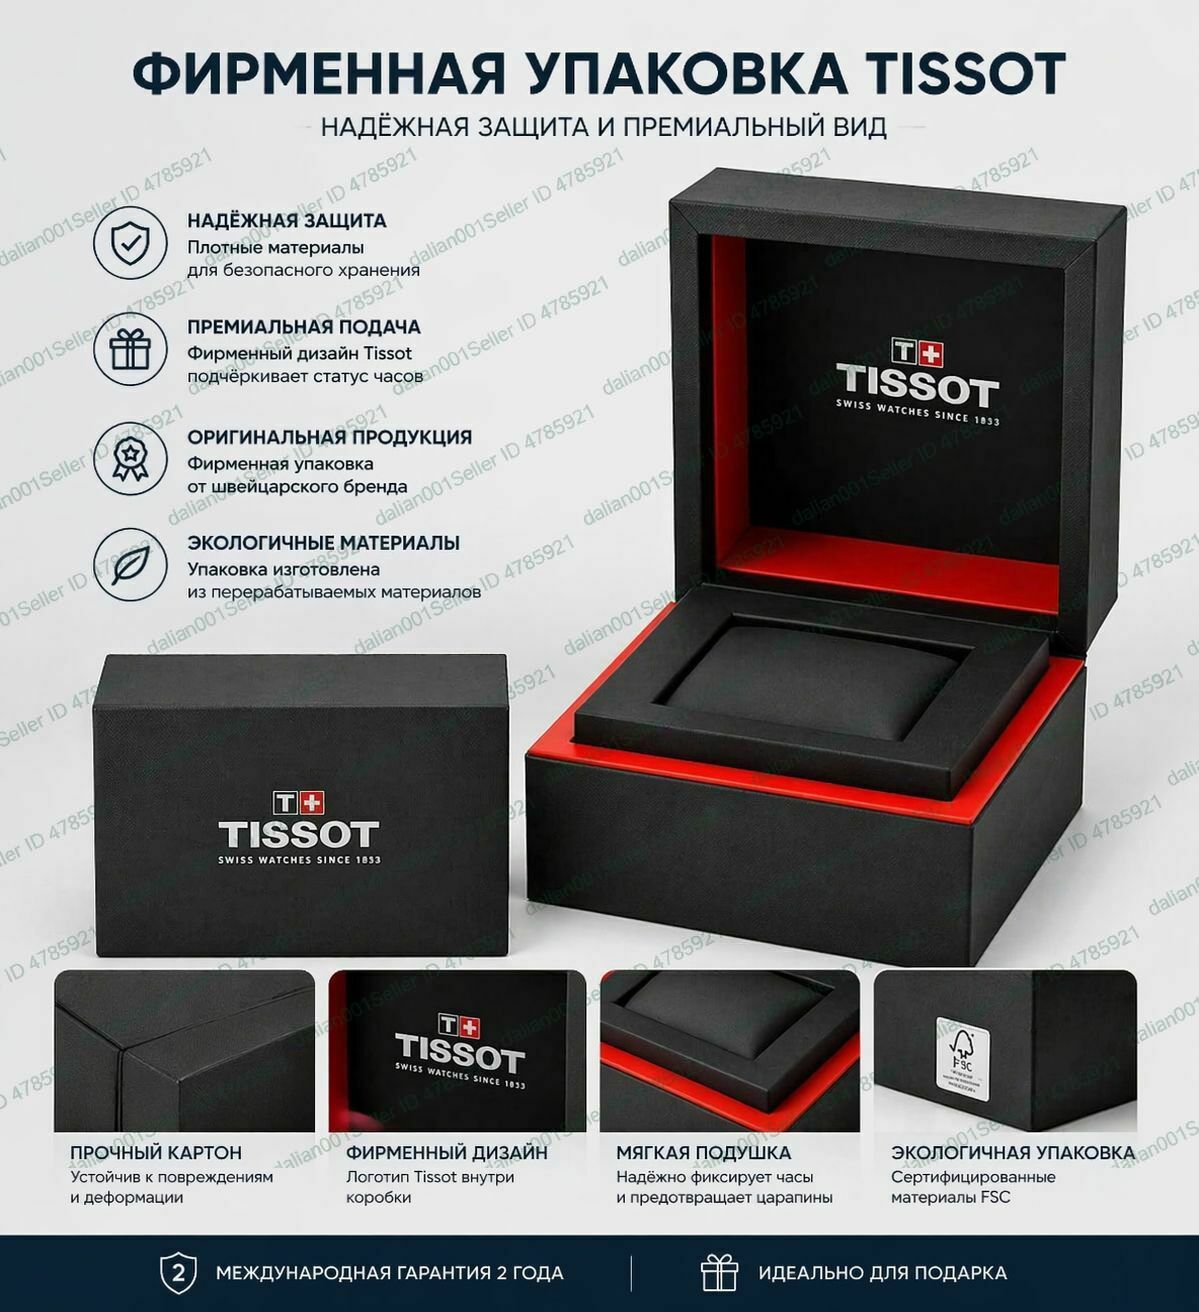 ФИРМЕННАЯ УПАКОВКА TISSOT
НАДЁЖНАЯ ЗАЩИТА И ПРЕМИАЛЬНЫЙ ВИД
НАДЁЖНАЯ ЗАЩИТА
Плотные материалы
для безопасного хранения
ПРЕМИАЛЬНАЯ ПОДАЧА
Фирменный дизайн Tissot
подчёркивает статус часов
ОРИГИНАЛЬНАЯ ПРОДУКЦИЯ
Фирменная упаковка
от швейцарского бренда
ЭКОЛОГИЧНЫЕ МАТЕРИАЛЫ
Упаковка изготовлена
из перерабатываемых материалов
T+
TISSOT
SWISS WATCHES SINCE 1853
T+
TISSOT
SWISS WATCHES SINCE 1853
T+
TISSOT
SWISS WATCHES SINCE 1853
FSC
ПРОЧНЫЙ КАРТОН
Устойчив к повреждениям
и деформации
ФИРМЕННЫЙ ДИЗАЙН
Логотип Tissot внутри
коробки
МЯГКАЯ ПОДУШКА
Надёжно фиксирует часы
и предотвращает царапины
ЭКОЛОГИЧНАЯ УПАКОВКА
Сертифицированные
материалы FSC
2
МЕЖДУНАРОДНАЯ ГАРАНТИЯ 2 ГОДА
ИДЕАЛЬНО ДЛЯ ПОДАРКА
dalian001Seller ID 4785921